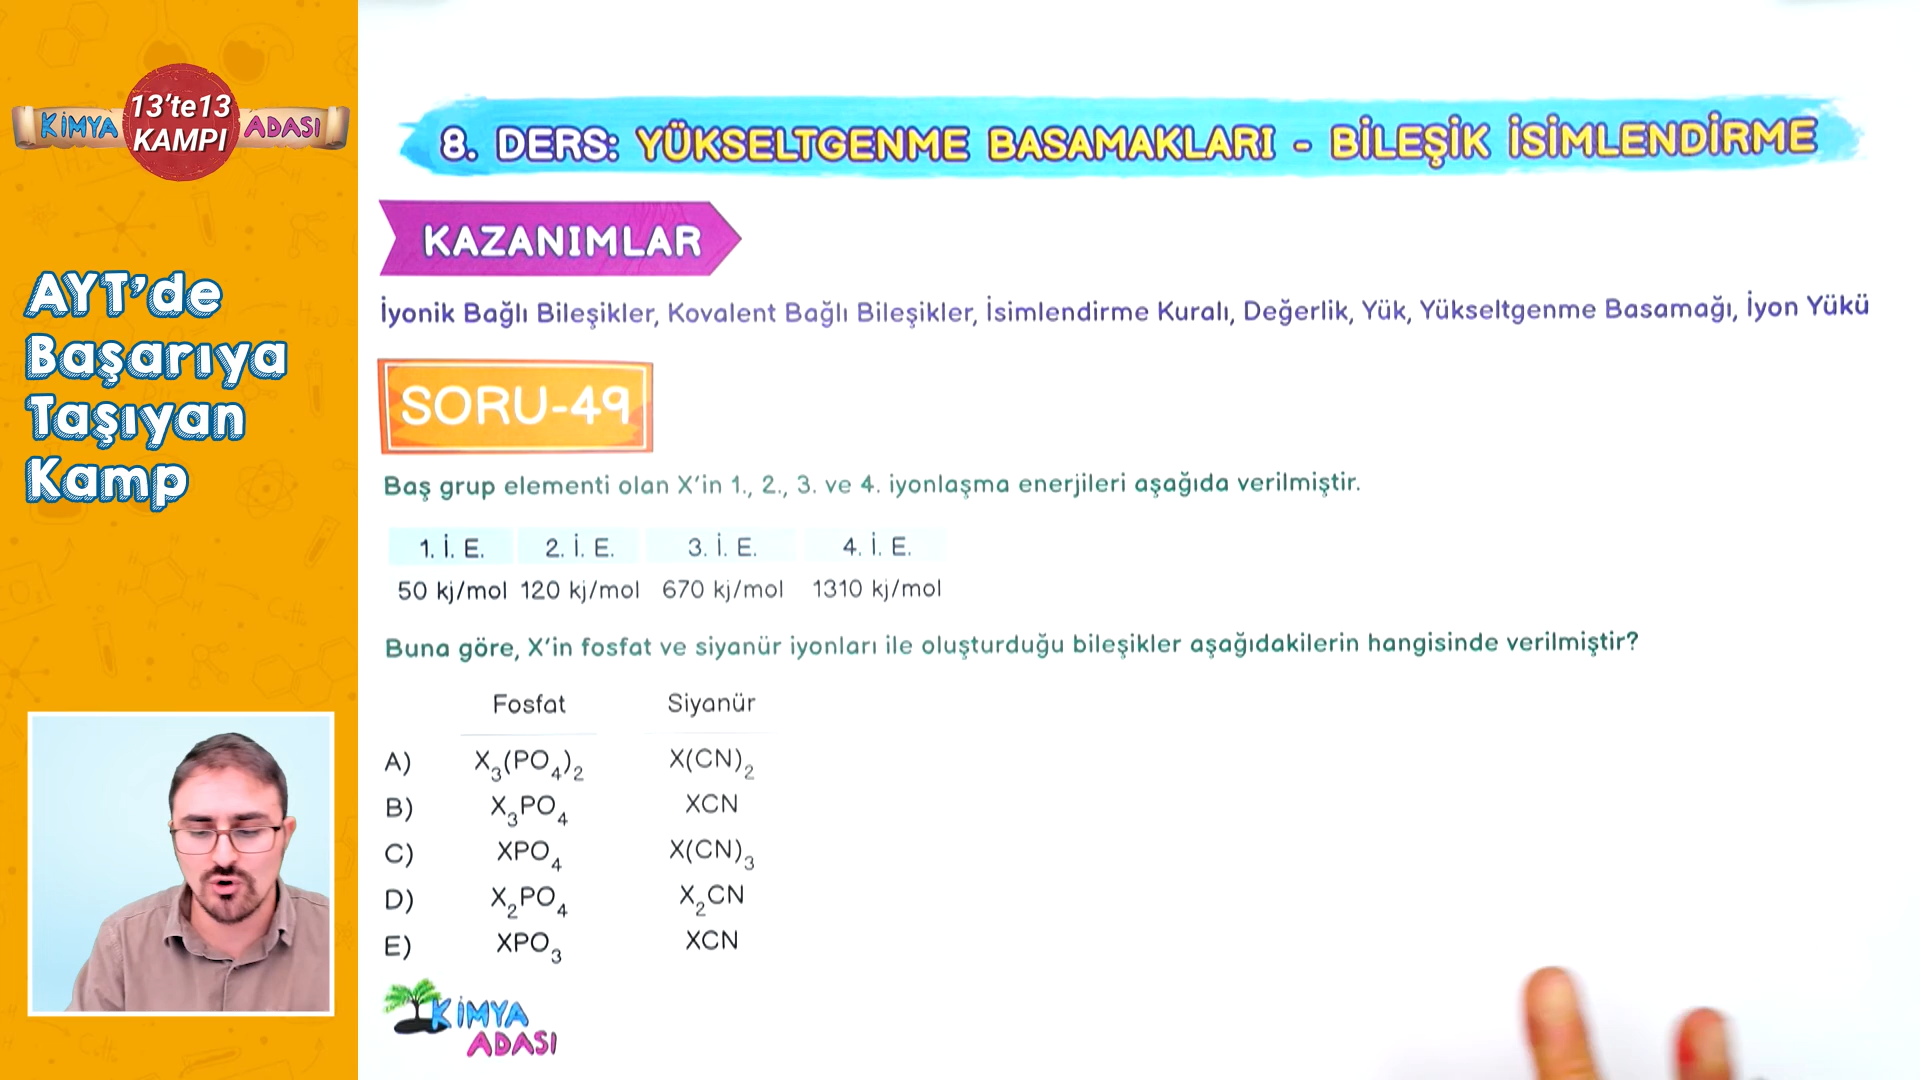 KİMYA 13'te13 KAMPI ADASI
AYT'de
Başarıya
Taşıyan
Kamp
8. DERS: YÜKSELTGENME BASAMAKLARI - BİLEŞİK İSİMLENDİRME
KAZANIMLAR
İyonik Bağlı Bileşikler, Kovalent Bağlı Bileşikler, İsimlendirme Kuralı, Değerlik, Yük, Yükseltgenme Basamağı, İyon Yükü
SORU-49
Baş grup elementi olan X'in 1., 2., 3. ve 4. iyonlaşma enerjileri aşağıda verilmiştir.
1. İ. E. 2. İ. E. 3. İ. E. 4. İ. E.
50 kj/mol 120 kj/mol 670 kj/mol 1310 kj/mol
Buna göre, X'in fosfat ve siyanür iyonları ile oluşturduğu bileşikler aşağıdakilerin hangisinde verilmiştir?
Fosfat Siyanür
A) X₃(PO₄)₂ X(CN)₂
B) X₃PO₄ XCN
C) XPO₄ X(CN)₃
D) X₂PO₄ X₂CN
E) XPO₃ XCN
KİMYA
ADASI